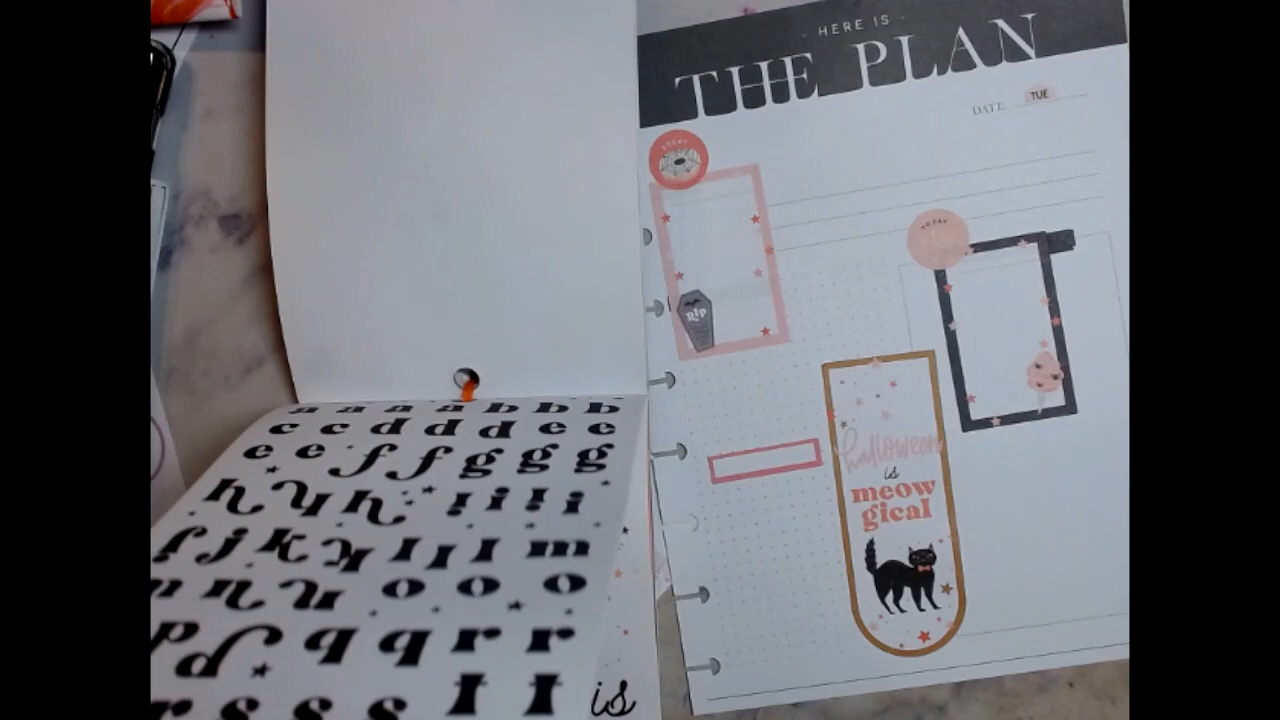 HERE IS
THE PLAN
DATE TUE
TODAY
TODAY
RIP
halloween
is
meow
gical
a a a a b b b
c c d d d e e
e e f f g g g
h h h i i i i
j j k k l l l m
n n n o o o
p p q q r r
r s s s t t
is